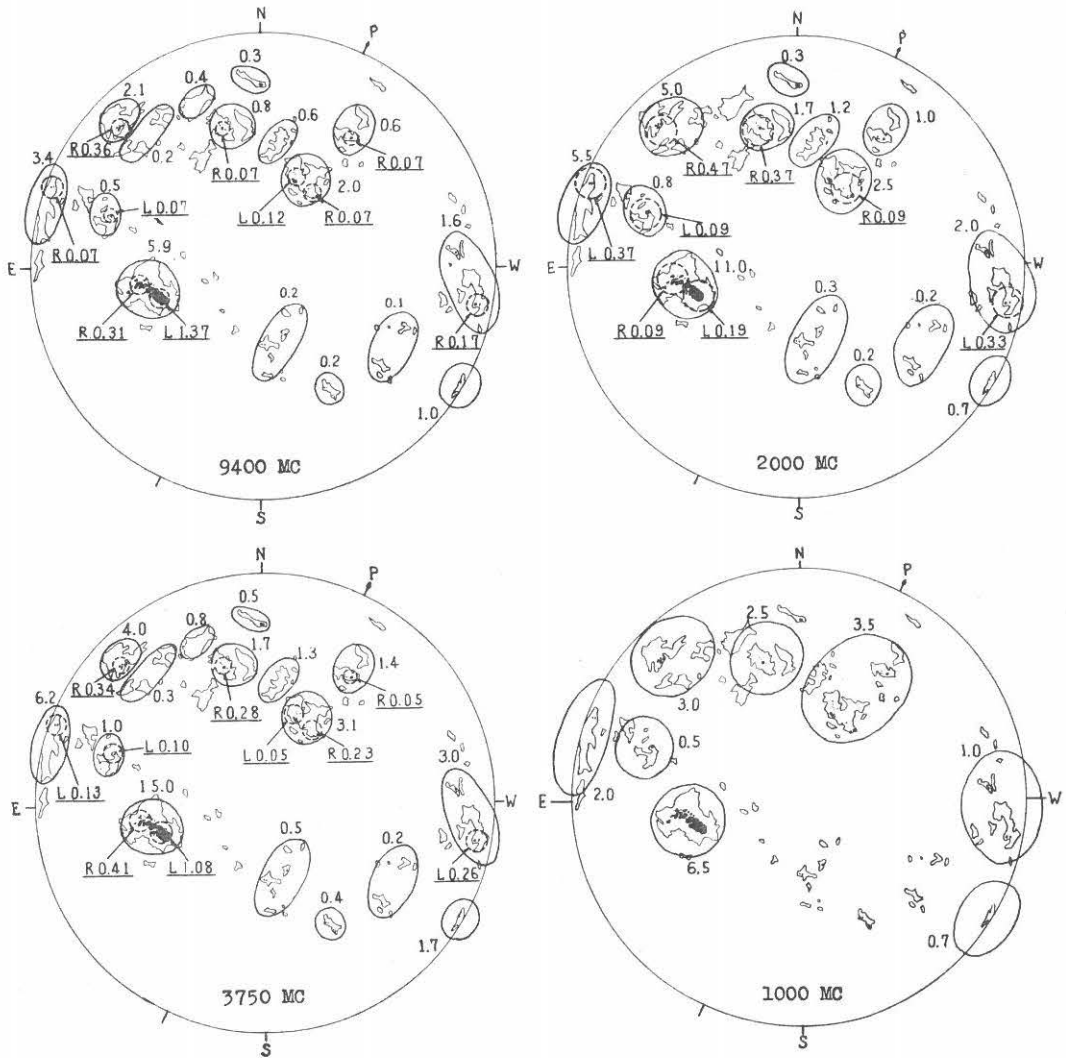 N
P
0.3
0.4
2.1
0.8
0.6
0.6
R 0.36
0.2
R 0.07
R 0.07
3.4
0.5
L 0.07
2.0
L 0.12
R 0.07
R 0.07
1.6
5.9
E
W
R 0.31
L 1.37
0.2
0.1
R 0.17
0.2
1.0
9400 MC
S
N
P
0.3
5.0
1.7
1.2
1.0
R 0.47
R 0.37
5.5
0.8
2.5
R 0.09
L 0.09
L 0.37
2.0
E
W
11.0
R 0.09
L 0.19
0.3
0.2
L 0.33
0.2
0.7
2000 MC
S
N
P
0.5
0.8
4.0
1.7
1.3
1.4
R 0.34
0.3
R 0.28
R 0.05
6.2
1.0
L 0.10
3.1
L 0.05
R 0.23
L 0.13
3.0
15.0
E
W
R 0.41
L 1.08
0.5
0.2
L 0.26
0.4
1.7
3750 MC
S
N
P
2.5
3.5
3.0
0.5
1.0
2.0
E
W
6.5
0.7
1000 MC
S